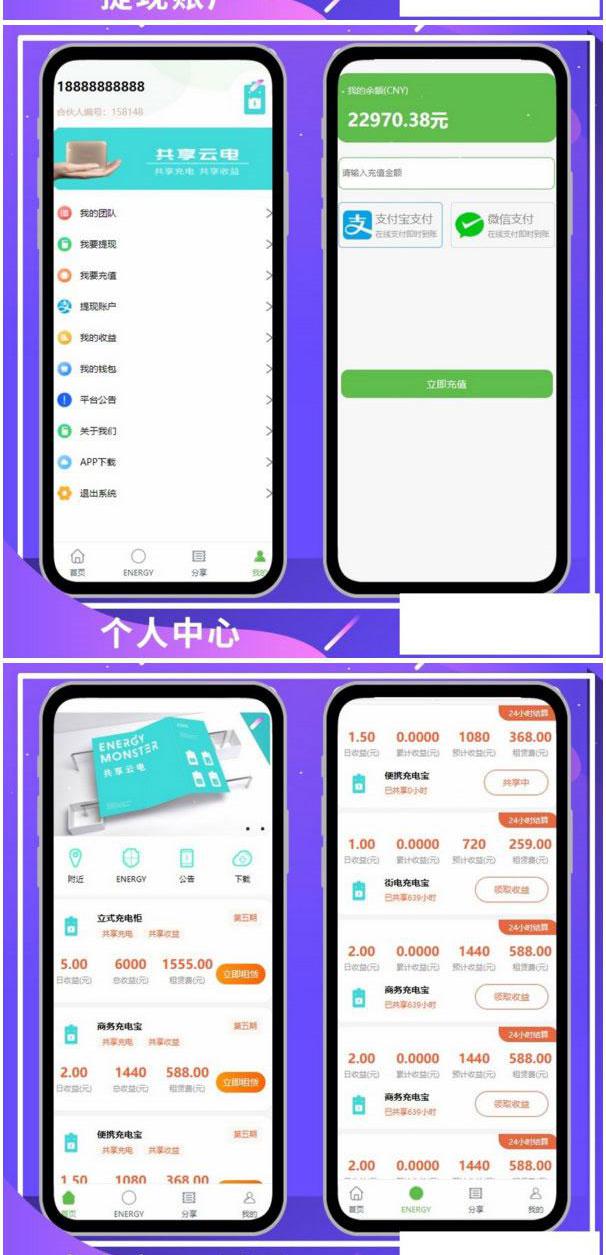 18888888888
合伙人编号：158148
共享云电
共享充电 共享收益
我的团队
我要提现
我要充值
提现账户
我的收益
我的钱包
平台公告
关于我们
APP下载
退出系统
首页
ENERGY
分享
我的
我的余额(CNY)
22970.38元
请输入充值金额
支付宝支付
在线支付即时到账
微信支付
在线支付即时到账
立即充值
个人中心
ENERGY
MONSTER
共享云电
附近
ENERGY
公告
下载
立式充电柜
第五期
共享充电 共享收益
5.00 6000 1555.00
日收益(元) 总收益(元) 租赁费(元)
立即租赁
商务充电宝
第五期
共享充电 共享收益
2.00 1440 588.00
日收益(元) 总收益(元) 租赁费(元)
立即租赁
便携充电宝
第五期
共享充电 共享收益
1.50 1080 368.00
首页
ENERGY
分享
我的
24小时结算
1.50 0.0000 1080 368.00
日收益(元) 累计收益(元) 预计收益(元) 租赁费(元)
便携充电宝
已共享0小时
共享中
24小时结算
1.00 0.0000 720 259.00
日收益(元) 累计收益(元) 预计收益(元) 租赁费(元)
街电充电宝
已共享639小时
领取收益
24小时结算
2.00 0.0000 1440 588.00
日收益(元) 累计收益(元) 预计收益(元) 租赁费(元)
商务充电宝
已共享639小时
领取收益
24小时结算
2.00 0.0000 1440 588.00
日收益(元) 累计收益(元) 预计收益(元) 租赁费(元)
商务充电宝
已共享639小时
领取收益
24小时结算
2.00 0.0000 1440 588.00
首页
ENERGY
分享
我的